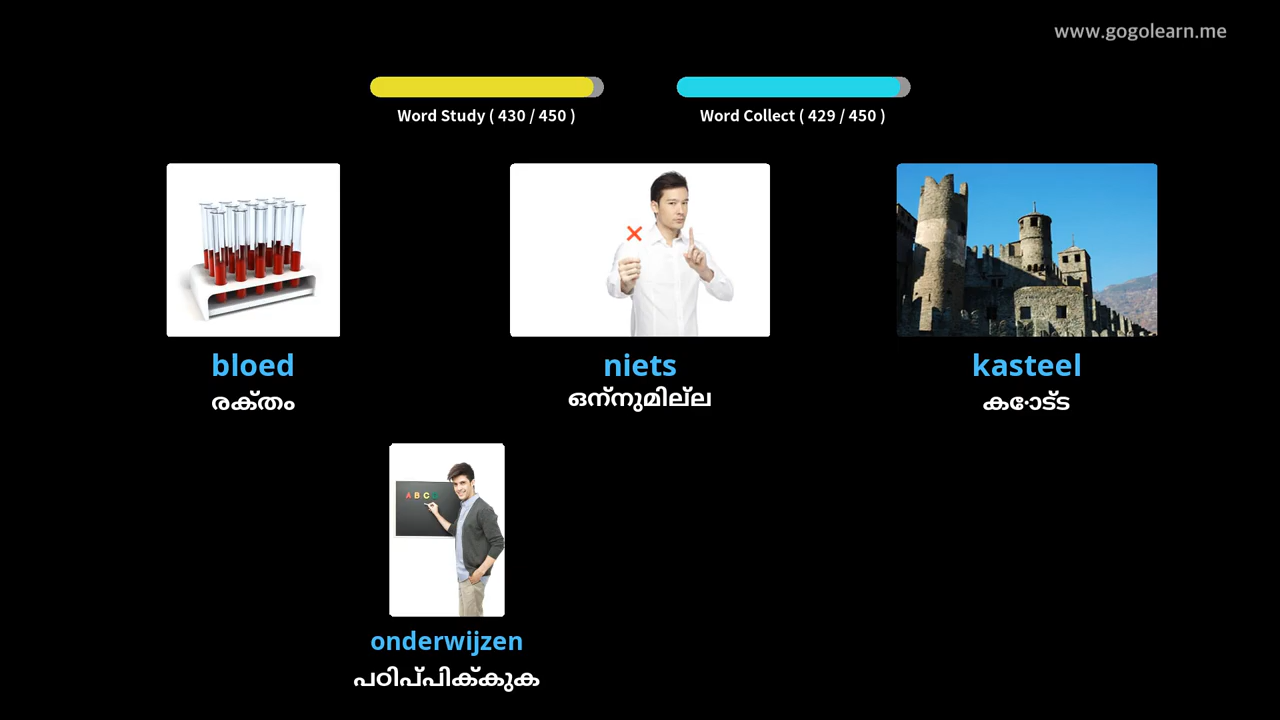 www.gogolearn.me
Word Study ( 430 / 450 )
Word Collect ( 429 / 450 )
bloed
niets
kasteel
രക്തം
ഒന്നുമില്ല
കോട്ട
A B C
onderwijzen
പഠിപ്പിക്കുക